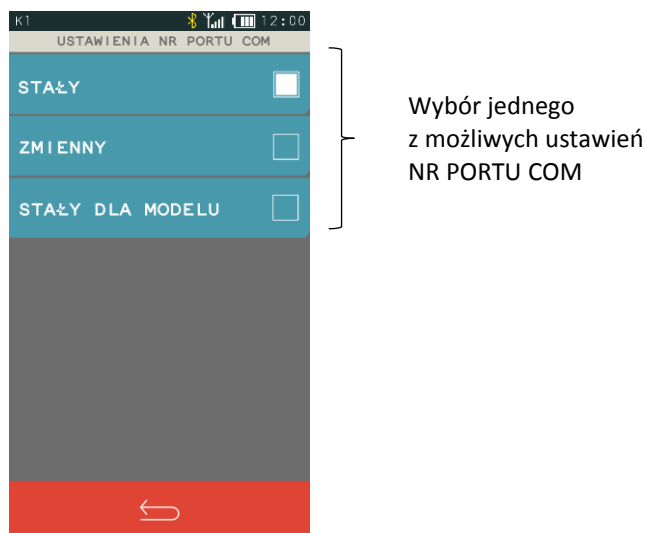 K1 12:00
USTAWIENIA NR PORTU COM
STAŁY
ZMIENNY
STAŁY DLA MODELU
Wybór jednego
z możliwych ustawień
NR PORTU COM